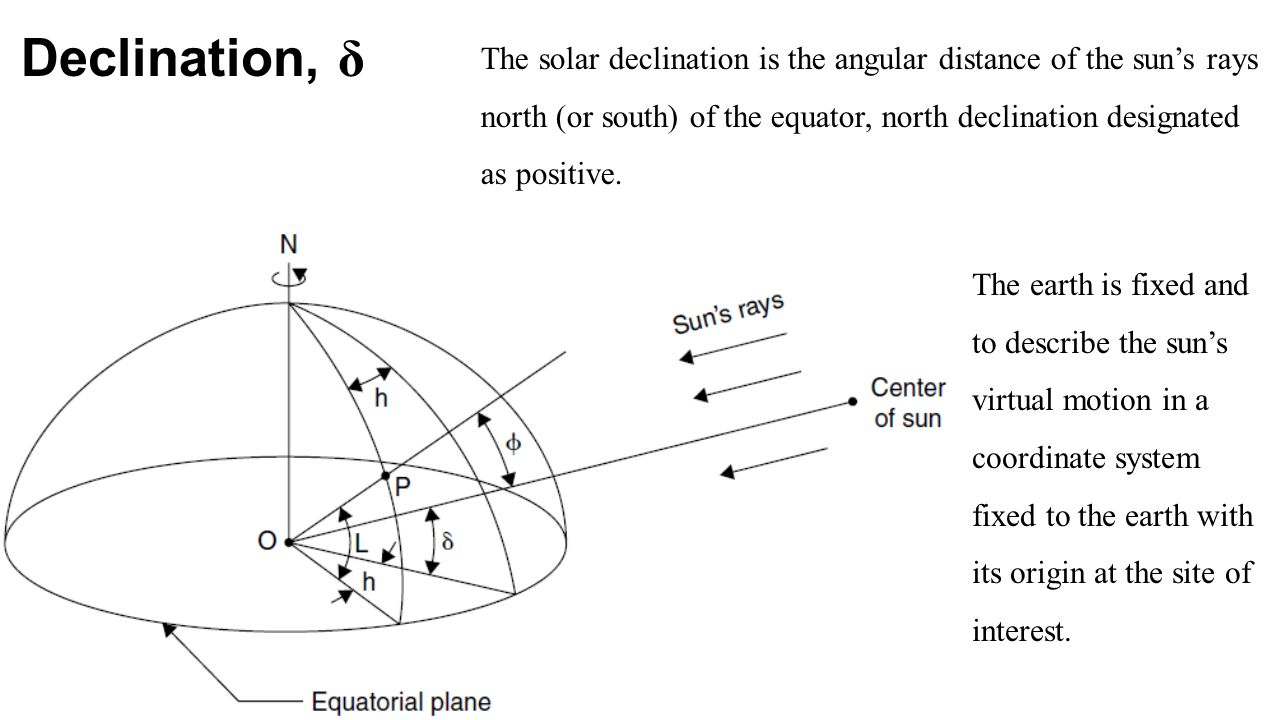 Declination, δ
The solar declination is the angular distance of the sun’s rays
north (or south) of the equator, north declination designated
as positive.
N
Sun’s rays
h
Center
of sun
ϕ
P
O
L
δ
h
Equatorial plane
The earth is fixed and
to describe the sun’s
virtual motion in a
coordinate system
fixed to the earth with
its origin at the site of
interest.